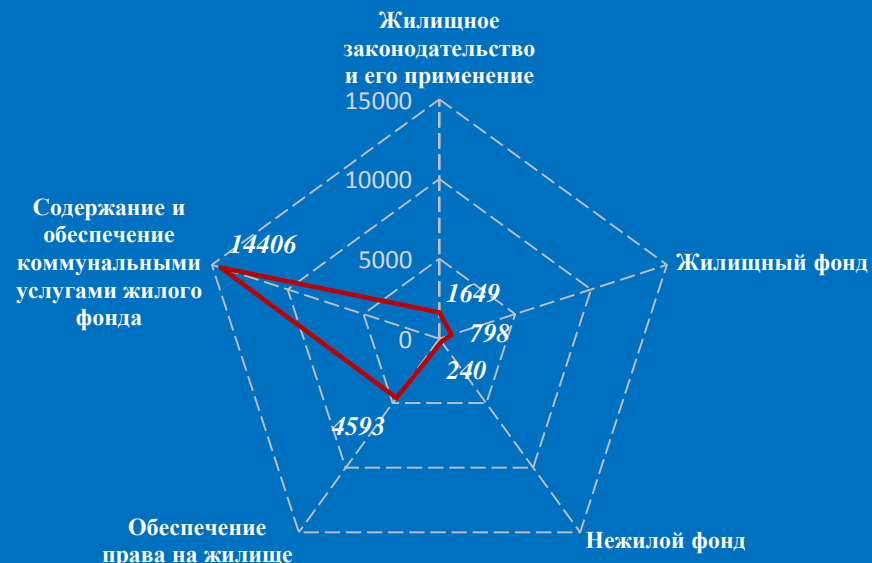 Жилищное
законодательство
и его применение
15000
10000
5000
0
Содержание и
обеспечение
коммунальными
услугами жилого
фонда
14406
1649
Жилищный фонд
798
240
4593
Обеспечение
права на жилище
Нежилой фонд